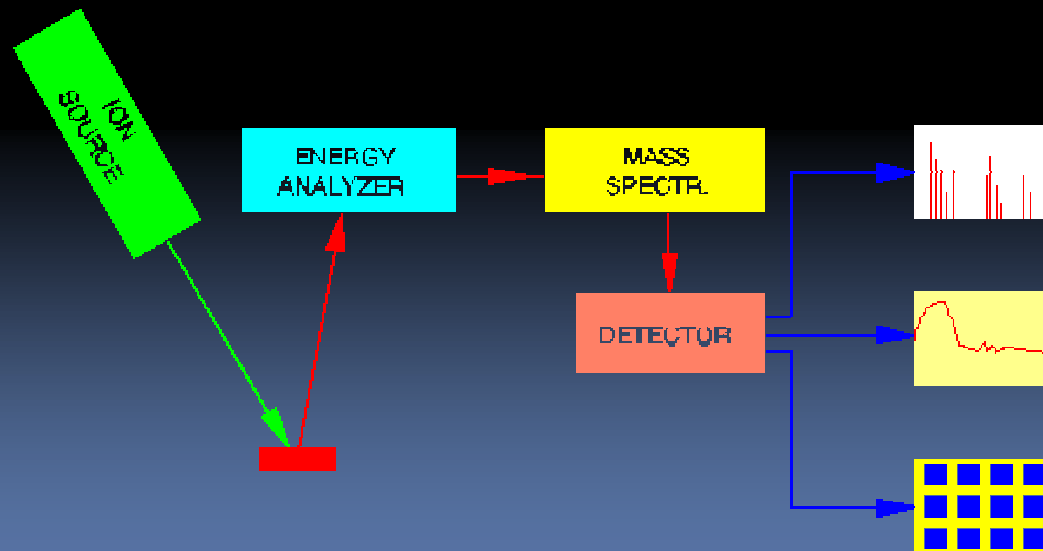 ION
SOURCE
ENERGY
ANALYZER
MASS
SPECTR.
DETECTOR